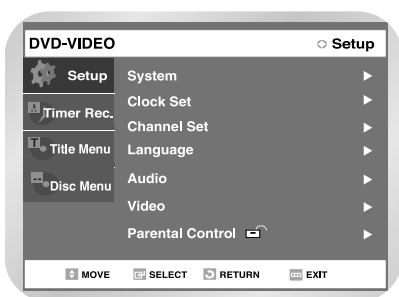 DVD-VIDEO
Setup
Setup
System
Clock Set
Timer Rec.
Channel Set
Title Menu
Language
Disc Menu
Audio
Video
Parental Control
MOVE SELECT RETURN EXIT